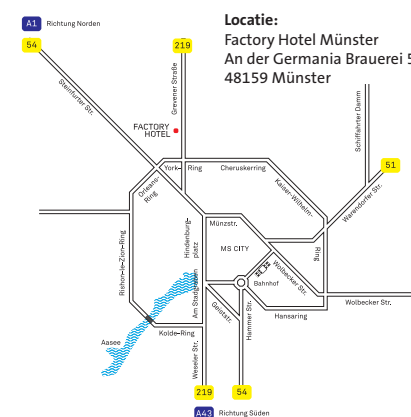 A1 Richtung Norden
Locatie:
Factory Hotel Münster
An der Germania Brauerei 5
48159 Münster
54
219
Steinfurter Str.
Grevener Straße
Schiffahrter Damm
FACTORY
HOTEL
51
York- Ring
Cheruskerring
Orleans-
Ring
Kaiser-Wilhelm-
Ring
Warendorfer Str.
Münzstr.
Hindenburg-
platz
Rishon-le-Zion-Ring
MS CITY
Wolbecker Str.
Bahnhof
Wolbecker Str.
Am Stadtgraben
Geiststr.
Hammer Str.
Hansaring
Aasee
Kolde-Ring
Weseler Str.
219
54
A43 Richtung Süden